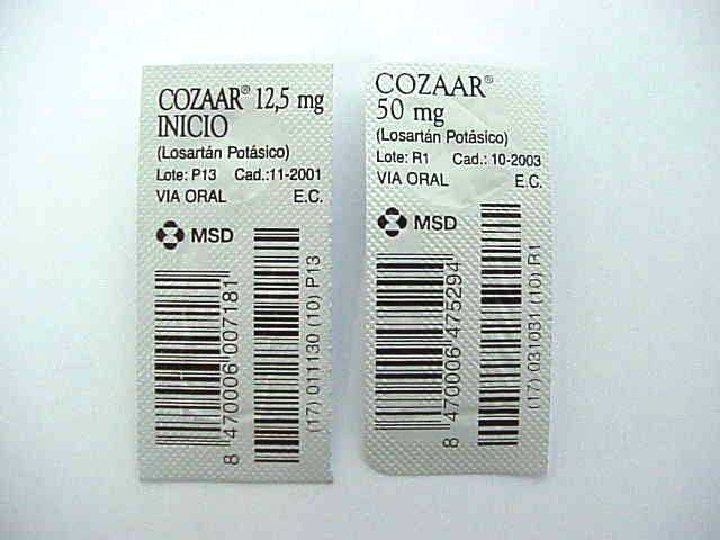 COZAAR® 12,5 mg
INICIO
(Losartán Potásico)
Lote: P13 Cad.:11-2001
VIA ORAL E.C.
MSD
8 470006 007181
(17) 011130 (10) P13
COZAAR®
50 mg
(Losartán Potásico)
Lote: R1 Cad.: 10-2003
VIA ORAL E.C.
MSD
8 470006 475294
(17) 031031 (10) R1